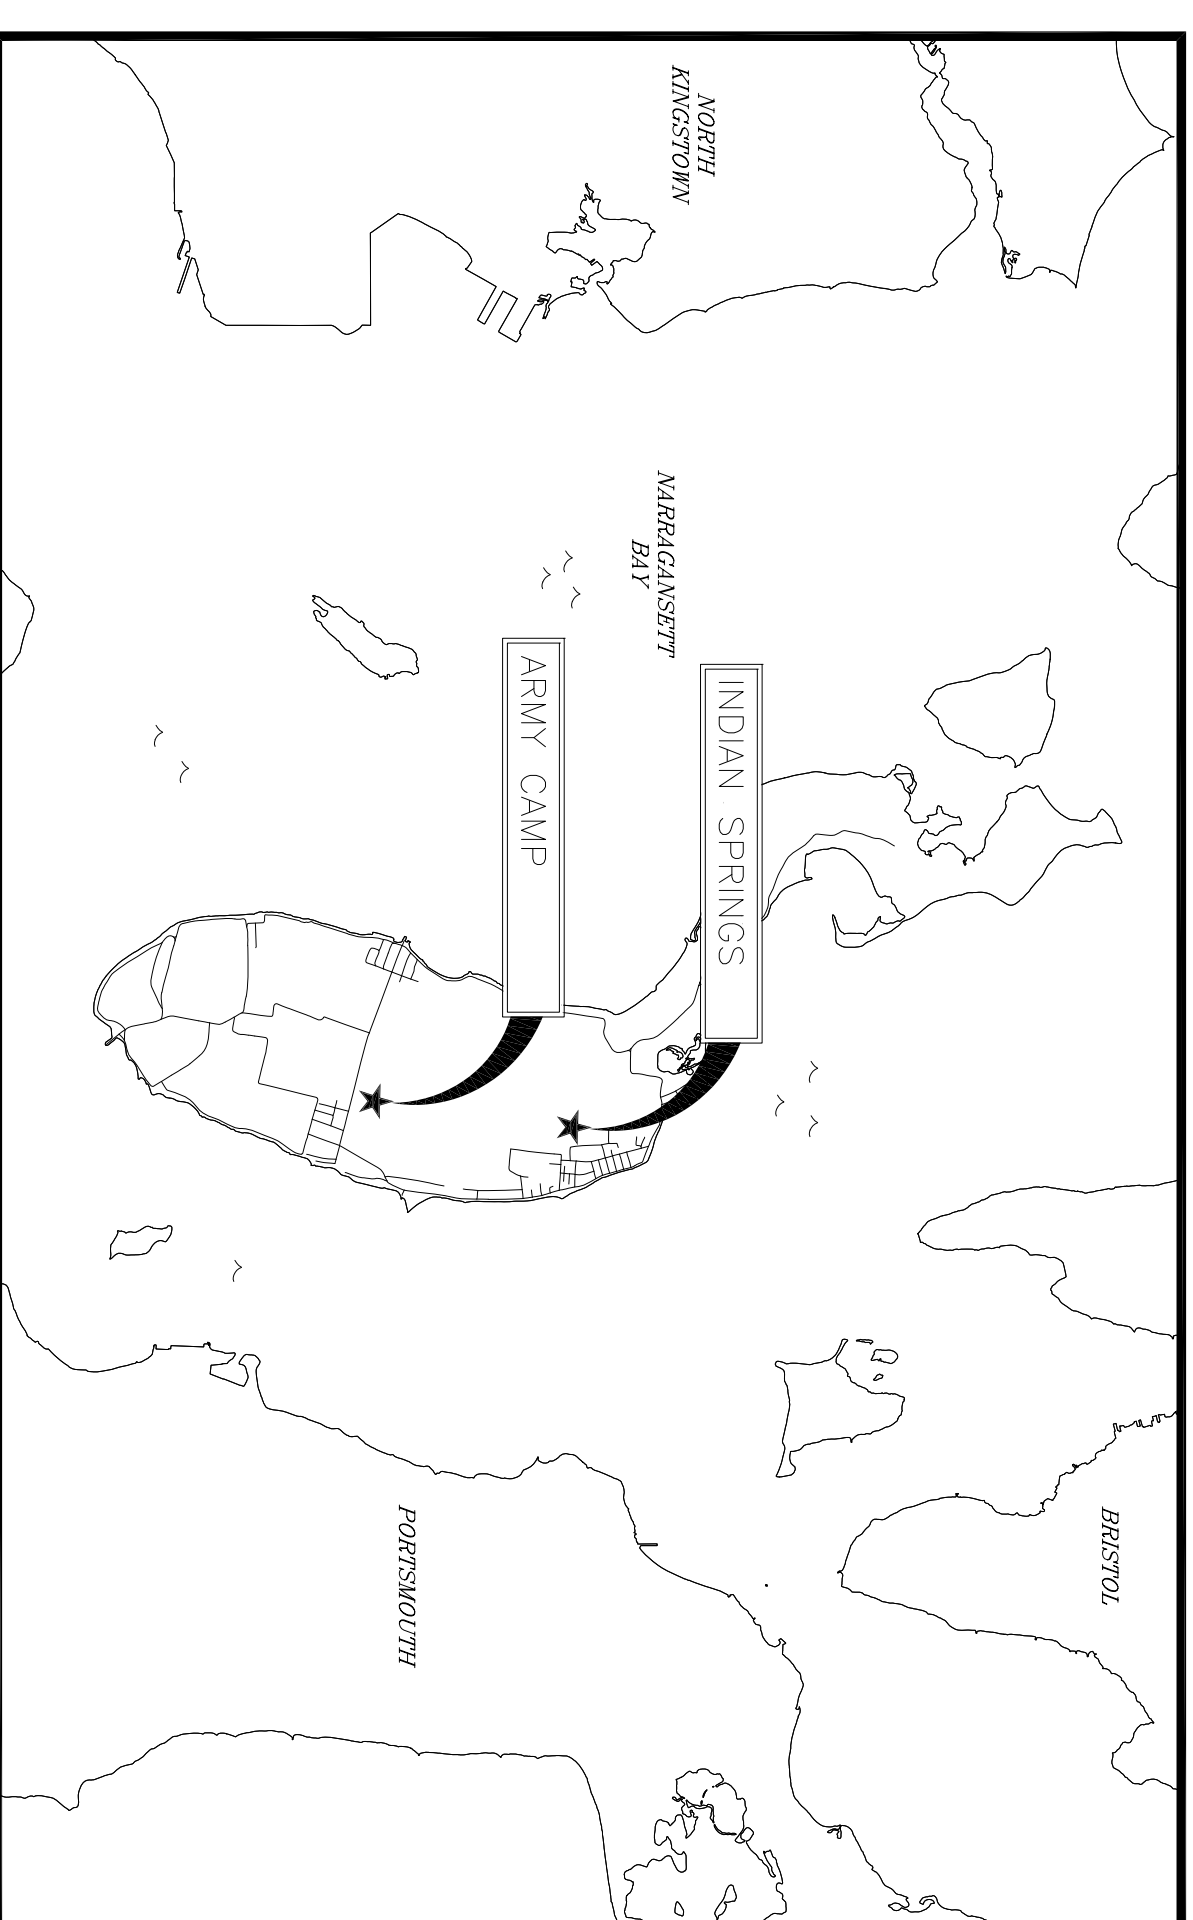 NORTH
KINGSTOWN
NARRAGANSETT
BAY
INDIAN SPRINGS
ARMY CAMP
BRISTOL
PORTSMOUTH